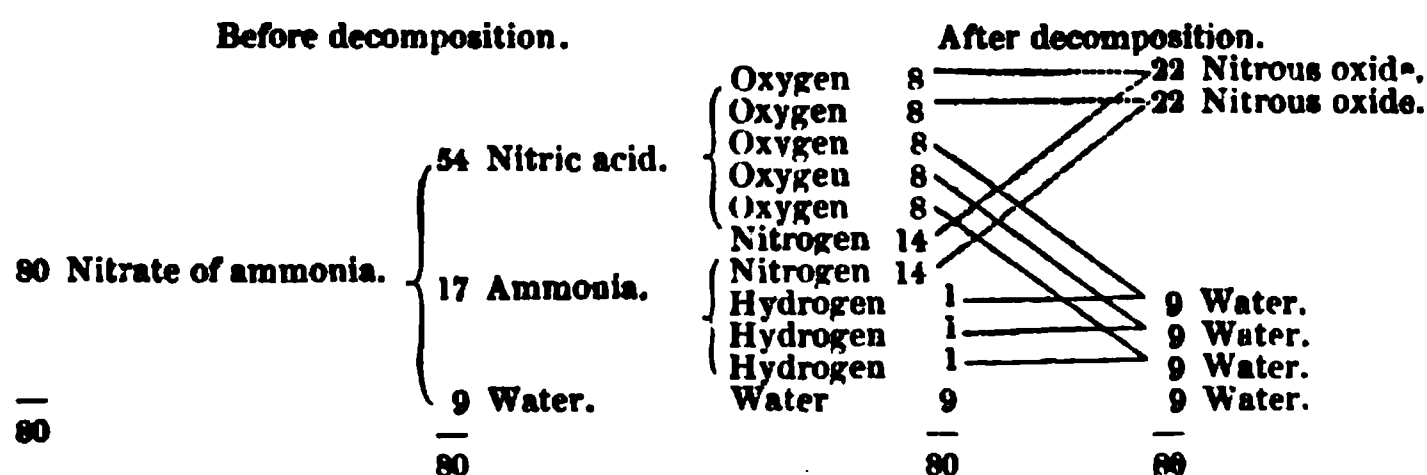 Before decomposition. After decomposition.
Oxygen 8 22 Nitrous oxide.
Oxygen 8 22 Nitrous oxide.
Oxygen 8
54 Nitric acid. Oxygen 8
Oxygen 8
Nitrogen 14
80 Nitrate of ammonia. Nitrogen 14
17 Ammonia. Hydrogen 1 9 Water.
Hydrogen 1 9 Water.
Hydrogen 1 9 Water.
9 Water. Water 9 9 Water.
80 80 80 80